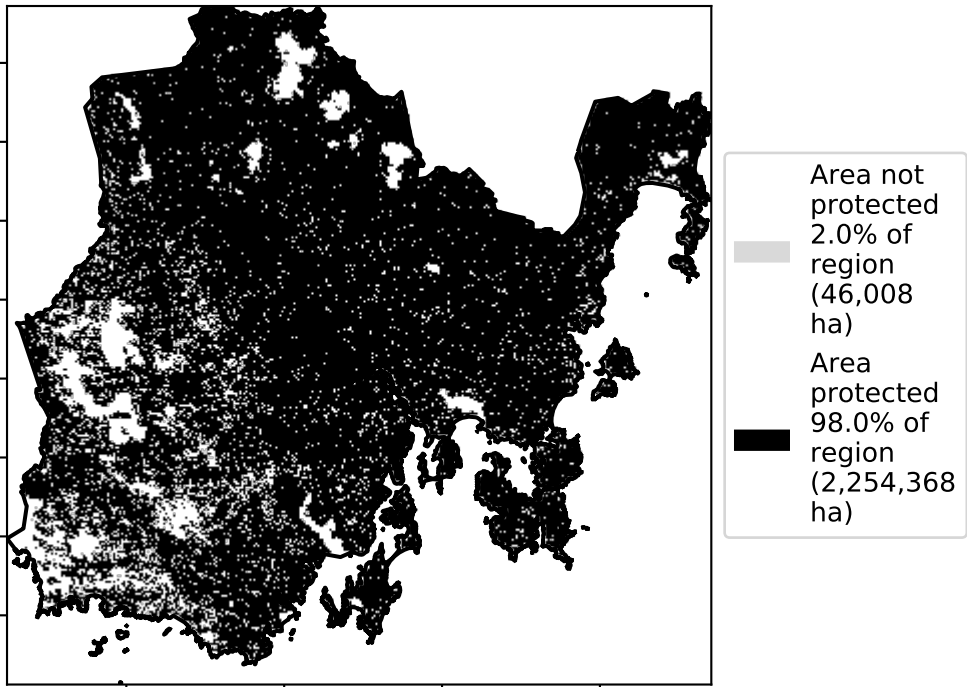 Area not
protected
2.0% of
region
(46,008
ha)
Area
protected
98.0% of
region
(2,254,368
ha)